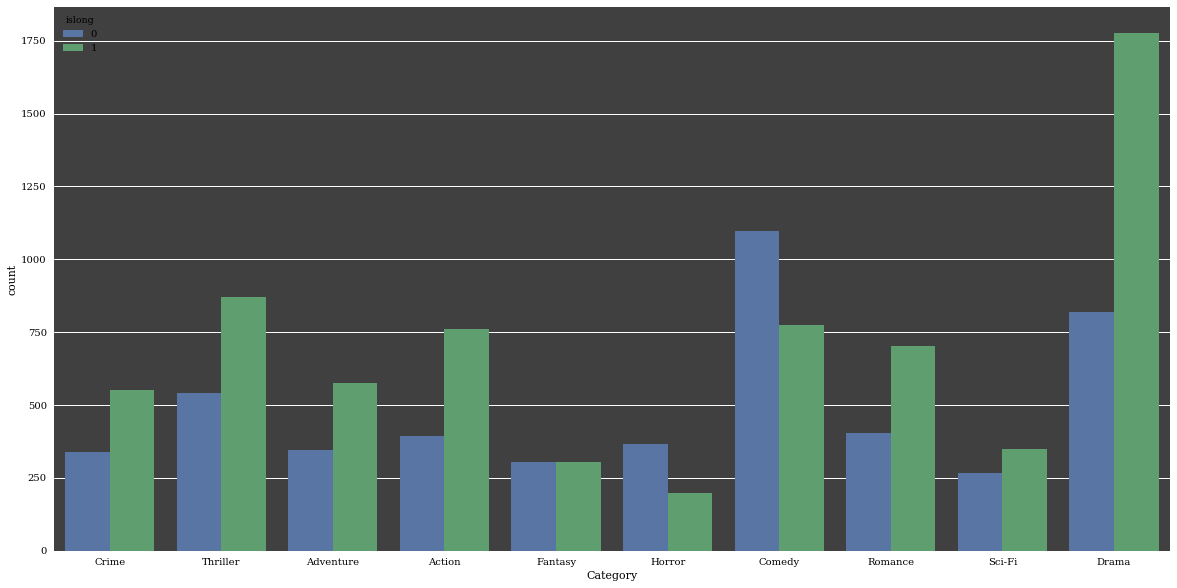 islong
0
1
1750
1500
1250
1000
750
500
250
0
count
Crime Thriller Adventure Action Fantasy Horror Comedy Romance Sci-Fi Drama
Category